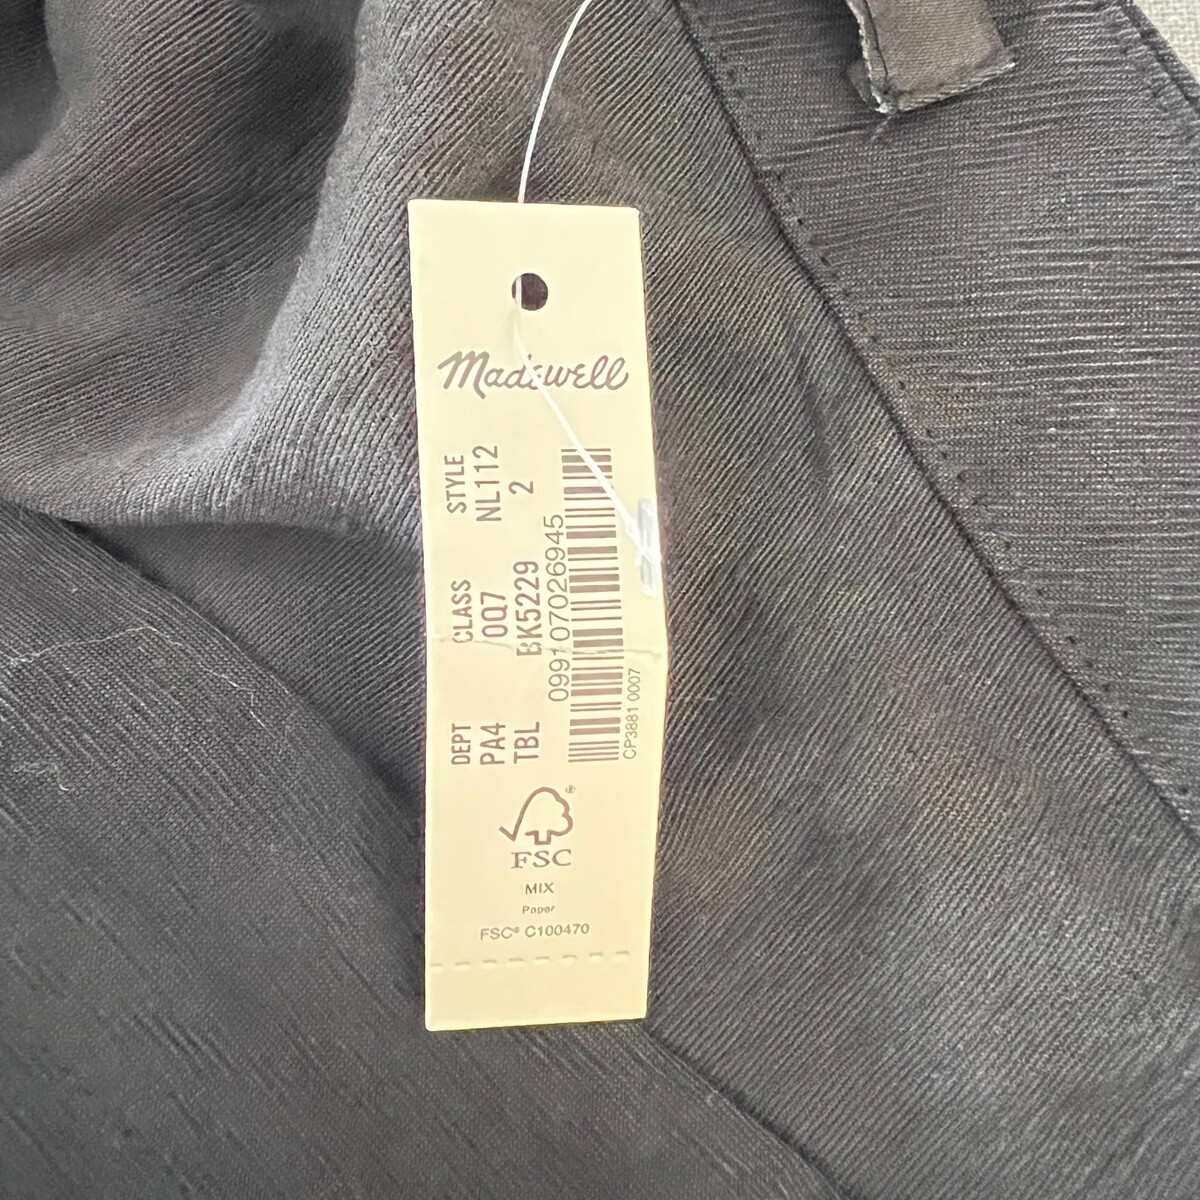 Madewell
DEPT CLASS STYLE
PA4 0Q7 NL112
TBL BK5229 2
099107026945
CP3881 0007
FSC®
MIX
Paper
FSC® C100470